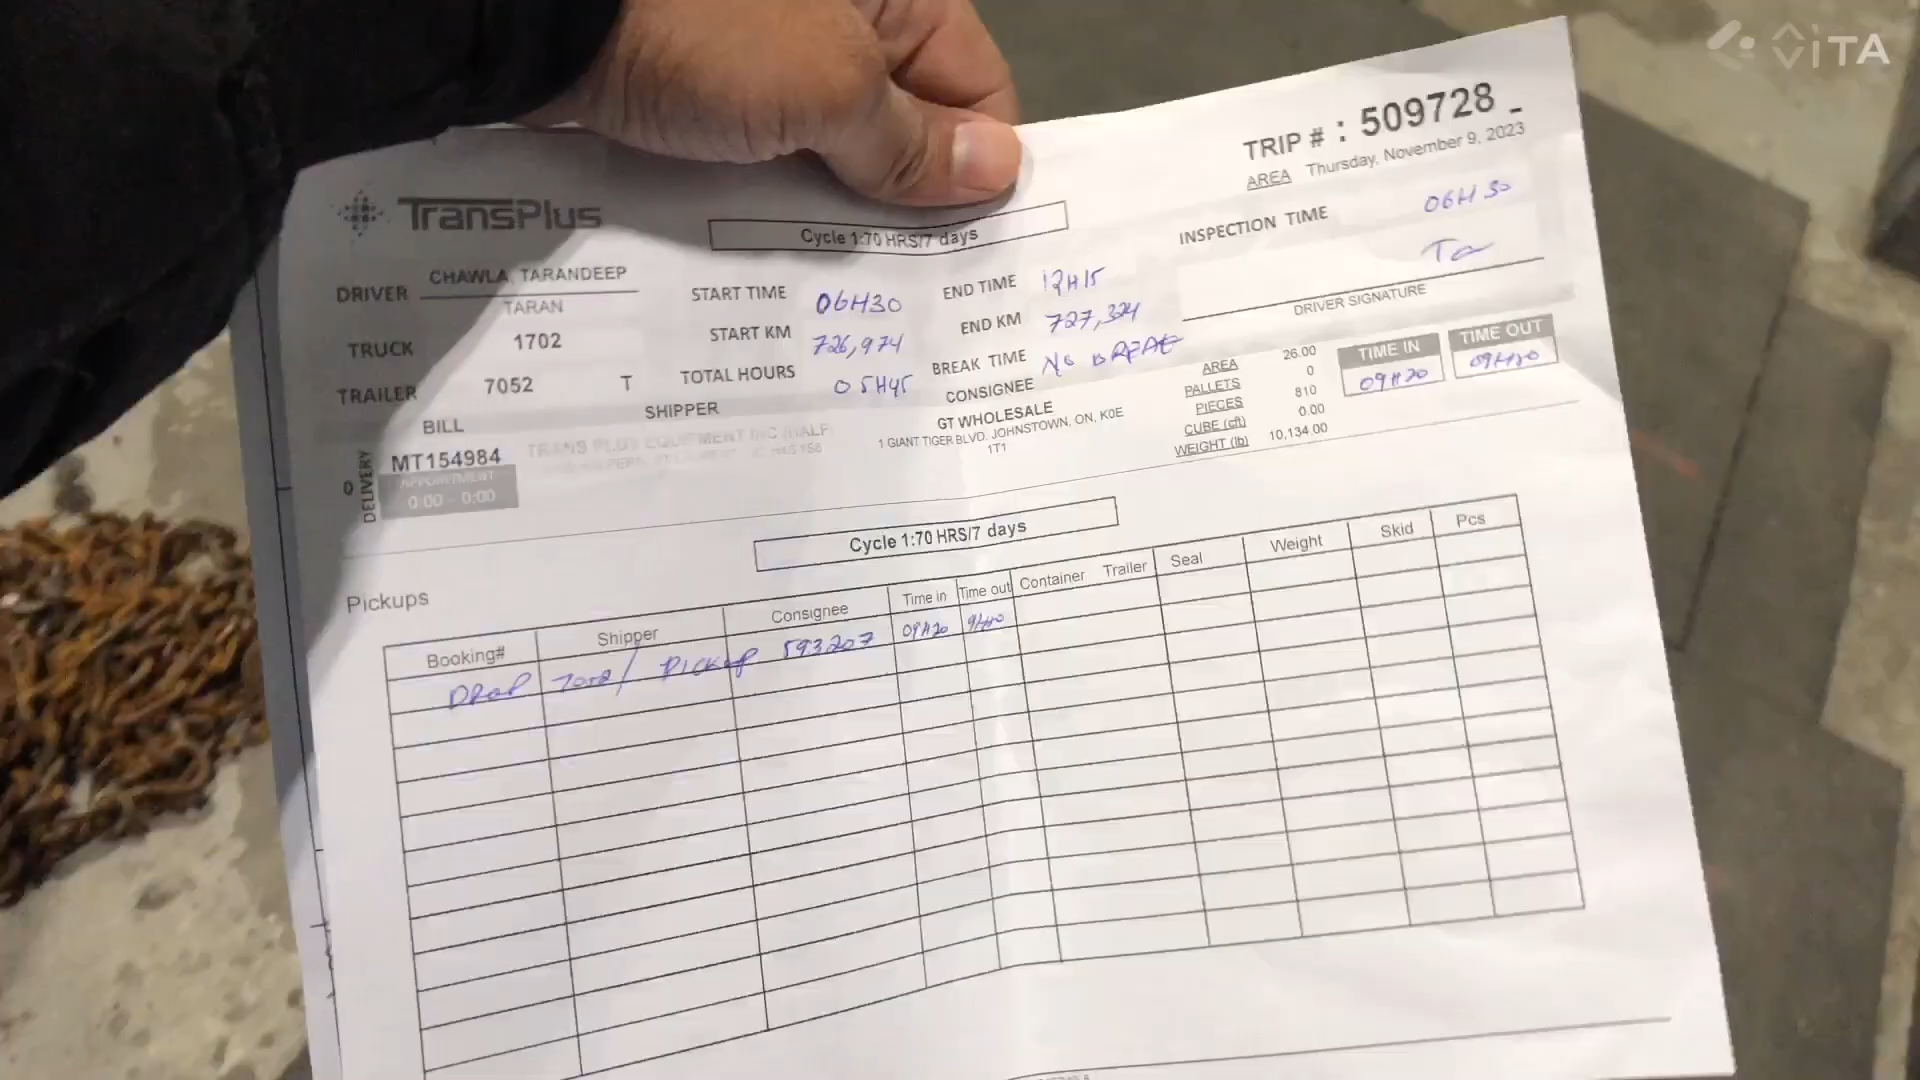 ViTA
TRIP # : 509728
AREA Thursday, November 9, 2023
TransPlus
Cycle 1:70 HRS/7 days
INSPECTION TIME 06H30
DRIVER CHAWLA, TARANDEEP
TARAN
START TIME 06H30
END TIME 12H15
DRIVER SIGNATURE
TRUCK 1702
START KM 726,974
END KM 727,324
TRAILER 7052 T
TOTAL HOURS 05H45
BREAK TIME NO BREAK
BILL
SHIPPER
CONSIGNEE
AREA 26.00
PALLETS 0
PIECES 810
CUBE (cft) 0.00
WEIGHT (lb) 10,134.00
TIME IN
09H20
TIME OUT
DELIVERY
0
MT154984
APPOINTMENT
0:00 - 0:00
TRANS PLUS EQUIPMENT INC (HALF
GT WHOLESALE
1 GIANT TIGER BLVD, JOHNSTOWN, ON, K0E
1T1
Cycle 1:70 HRS/7 days
Pickups
Booking# Shipper Consignee Time in Time out Container Trailer Seal Weight Skid Pcs
DROP 7052/ PICKUP 593207 09H20